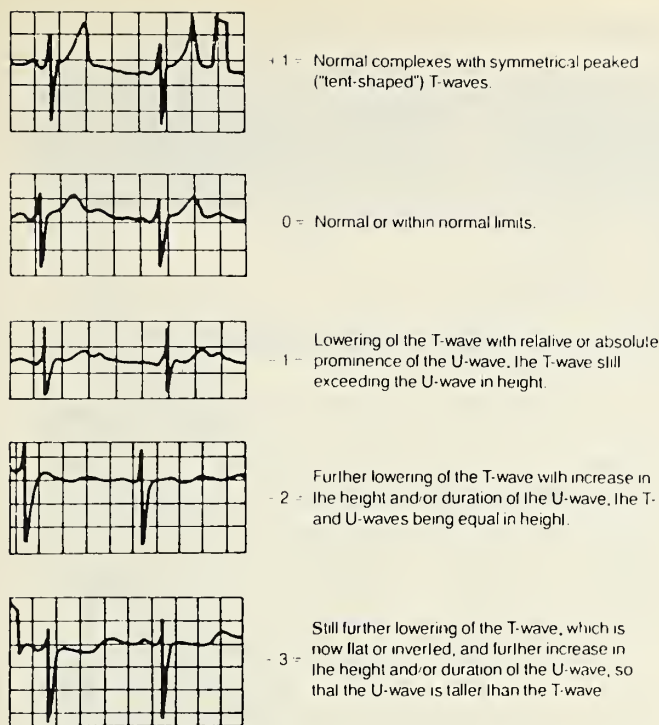 + 1 = Normal complexes with symmetrical peaked
("tent-shaped") T-waves.
0 = Normal or within normal limits.
Lowering of the T-wave with relative or absolute
- 1 = prominence of the U-wave, the T-wave still
exceeding the U-wave in height.
Further lowering of the T-wave with increase in
- 2 = the height and/or duration of the U-wave, the T-
and U-waves being equal in height.
Still further lowering of the T-wave, which is
now flat or inverted, and further increase in
- 3 = the height and/or duration of the U-wave, so
that the U-wave is taller than the T-wave